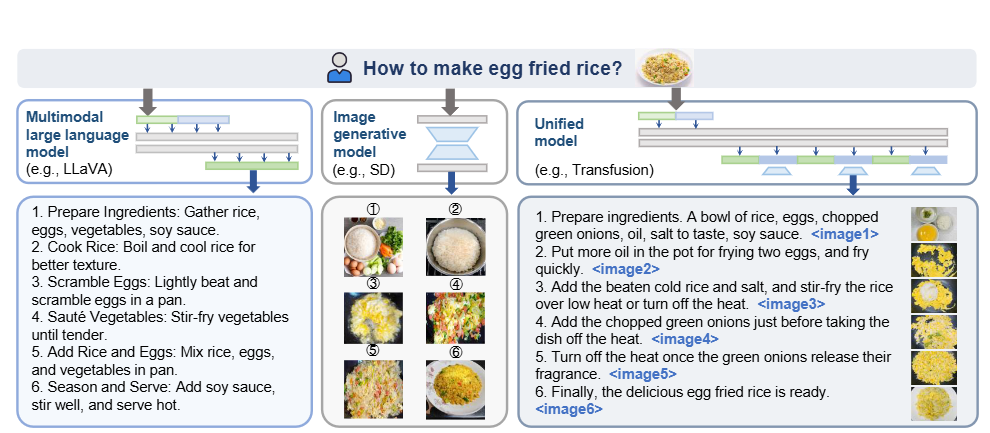 How to make egg fried rice?
Multimodal
large language
model
(e.g., LLaVA)
Image
generative
model
(e.g., SD)
Unified
model
(e.g., Transfusion)
1. Prepare Ingredients: Gather rice,
eggs, vegetables, soy sauce.
2. Cook Rice: Boil and cool rice for
better texture.
3. Scramble Eggs: Lightly beat and
scramble eggs in a pan.
4. Sauté Vegetables: Stir-fry vegetables
until tender.
5. Add Rice and Eggs: Mix rice, eggs,
and vegetables in pan.
6. Season and Serve: Add soy sauce,
stir well, and serve hot.
① ②
③ ④
⑤ ⑥
1. Prepare ingredients. A bowl of rice, eggs, chopped
green onions, oil, salt to taste, soy sauce. <image1>
2. Put more oil in the pot for frying two eggs, and fry
quickly. <image2>
3. Add the beaten cold rice and salt, and stir-fry the rice
over low heat or turn off the heat. <image3>
4. Add the chopped green onions just before taking the
dish off the heat. <image4>
5. Turn off the heat once the green onions release their
fragrance. <image5>
6. Finally, the delicious egg fried rice is ready.
<image6>